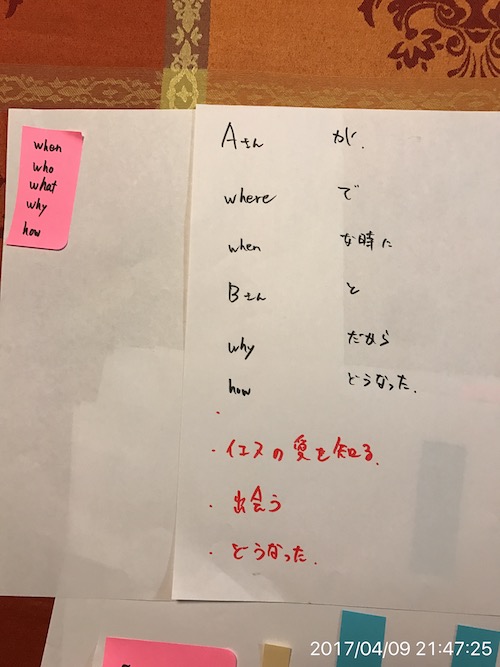 when
who
what
why
how
Aさん が、
where で
when な時に
Bさん と
why だから
how どうなった.
・
・イエスの愛を知る.
・出会う
・どうなった.
2017/04/09 21:47:25